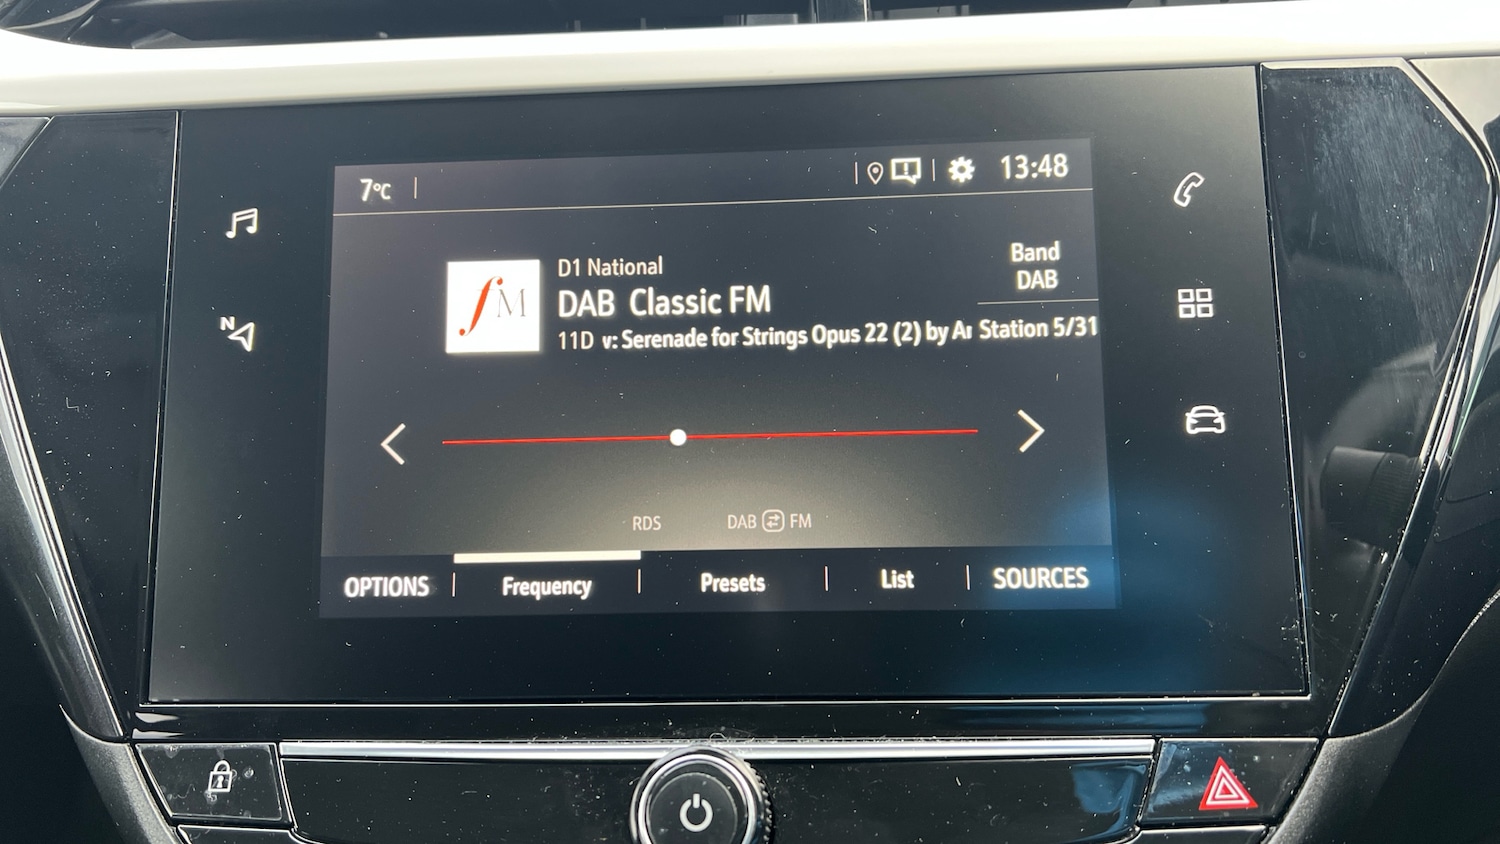 7°C
13:48
fM
D1 National
DAB Classic FM
11D v: Serenade for Strings Opus 22 (2) by
Band
DAB
Station 5/31
N
RDS
DAB FM
OPTIONS
Frequency
Presets
List
SOURCES